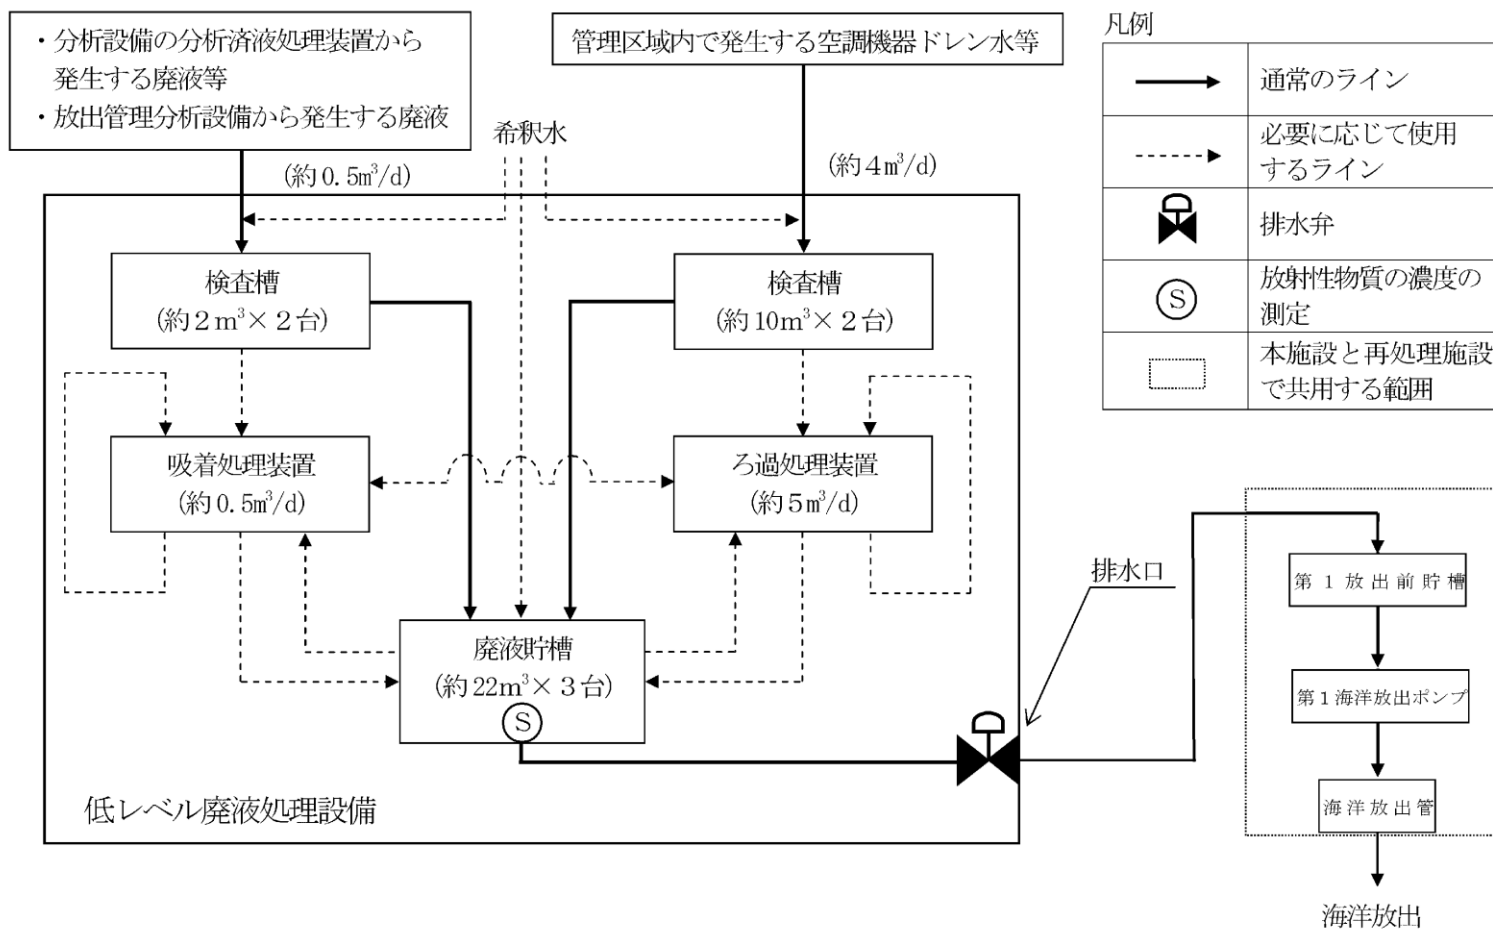 ・分析設備の分析済液処理装置から
発生する廃液等
・放出管理分析設備から発生する廃液
管理区域内で発生する空調機器ドレン水等
希釈水
(約0.5m³/d)
(約4m³/d)
検査槽
(約2m³×2台)
検査槽
(約10m³×2台)
吸着処理装置
(約0.5m³/d)
ろ過処理装置
(約5m³/d)
廃液貯槽
(約22m³×3台)
S
低レベル廃液処理設備
排水口
凡例
通常のライン
必要に応じて使用
するライン
排水弁
S
放射性物質の濃度の
測定
本施設と再処理施設
で共用する範囲
第1放出前貯槽
第1海洋放出ポンプ
海洋放出管
海洋放出